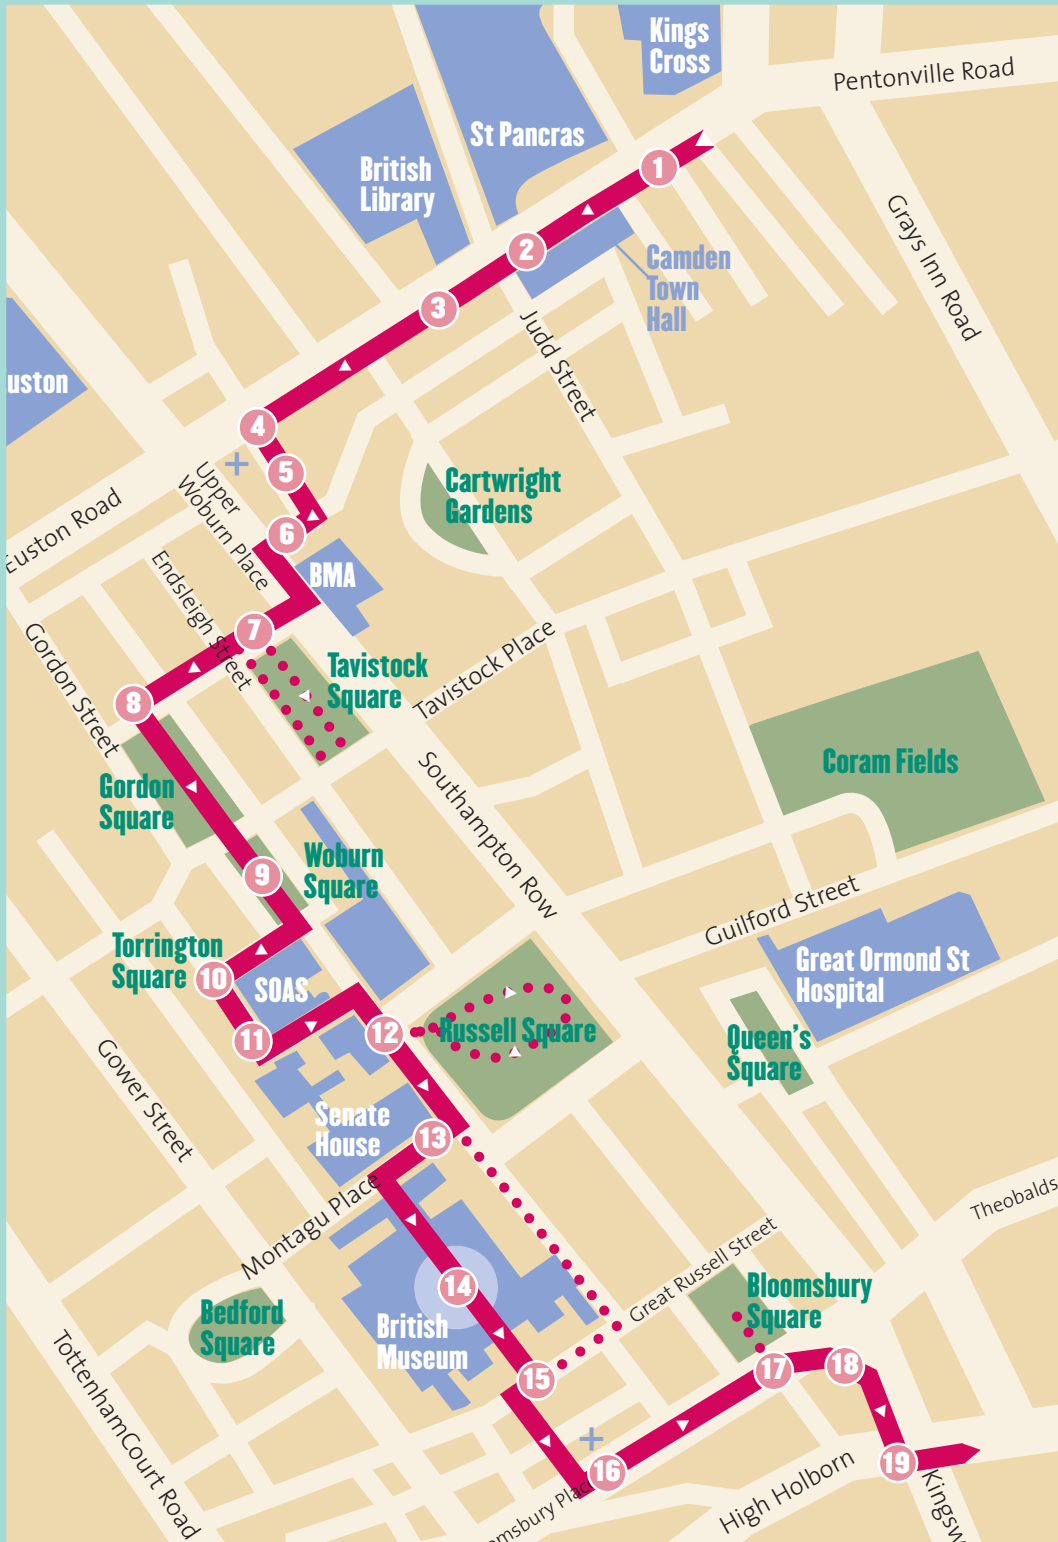 Kings
Cross
Pentonville Road
St Pancras
British
Library
1
2
Grays Inn Road
Camden
Town
Hall
3
Judd Street
uston
4
5
Upper
Woburn Place
Cartwright
Gardens
Euston Road
6
BMA
Endsleigh Street
7
Gordon Street
Tavistock
Square
Tavistock Place
8
Coram Fields
Gordon
Square
Southampton Row
Woburn
Square
9
Guilford Street
Torrington
Square
10
SOAS
Great Ormond St
Hospital
11
12
Russell Square
Queen's
Square
Gower Street
Senate
House
13
Montagu Place
Theobalds
14
Great Russell Street
Bloomsbury
Square
Bedford
Square
British
Museum
15
17
18
TottenhamCourt Road
16
19
High Holborn
omsbury Place
Kingsw